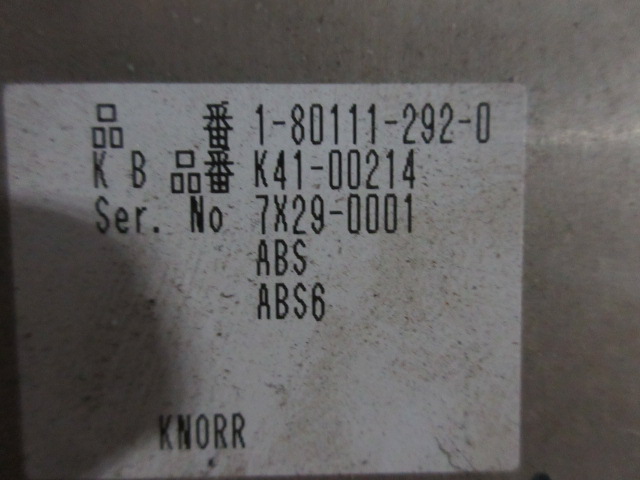 品 番 1-80111-292-0
K B 品番 K41-00214
Ser. No 7X29-0001
ABS
ABS6
KNORR